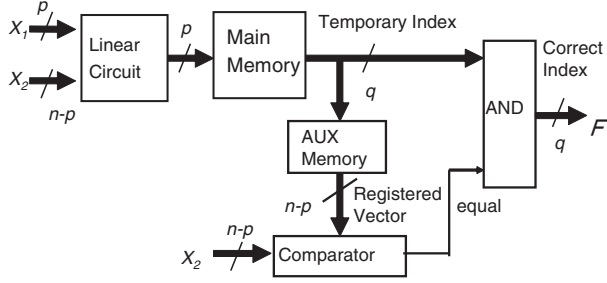 p
X1
Linear
Circuit
X2
n-p
p
Main
Memory
Temporary Index
q
Correct
Index
AND
q
F
AUX
Memory
n-p
Registered
Vector
equal
n-p
X2
Comparator